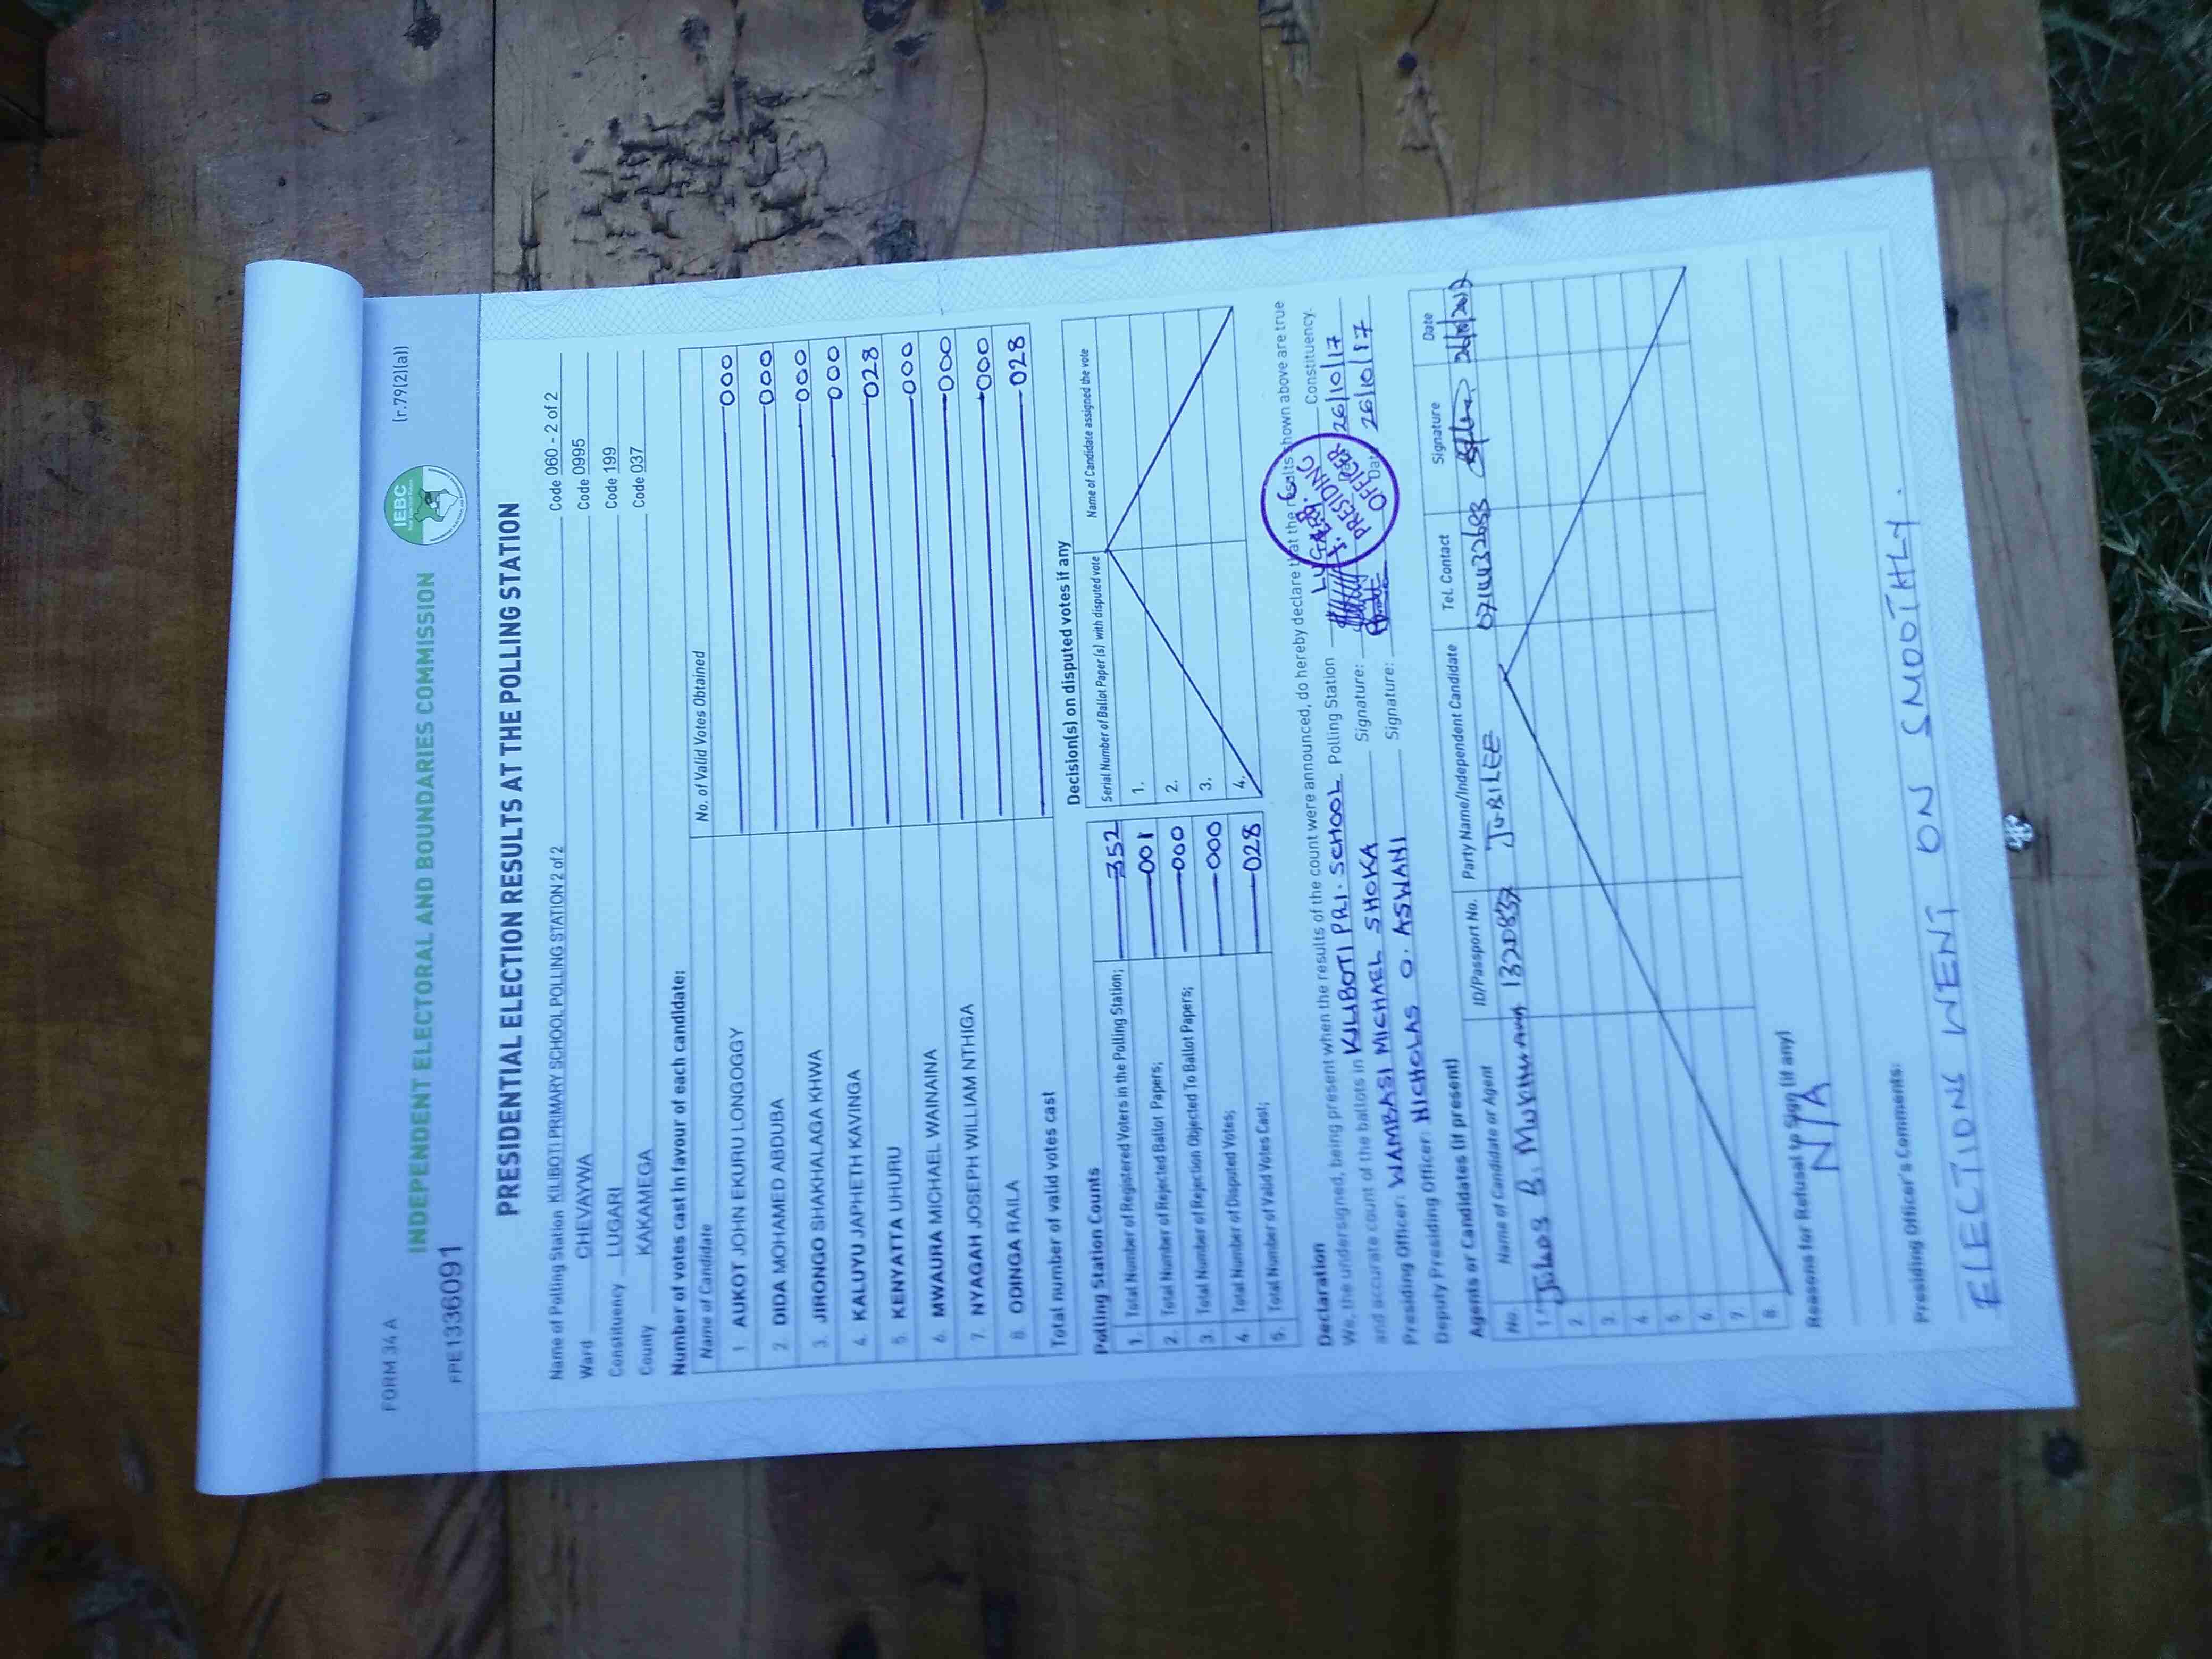 FORM 34 A
(r.79(2)(a))
INDEPENDENT ELECTORAL AND BOUNDARIES COMMISSION
IEBC
PPE1336091
PRESIDENTIAL ELECTION RESULTS AT THE POLLING STATION
Name of Polling Station KILIBOTI PRIMARY SCHOOL POLLING STATION 2 of 2 Code 060 - 2 of 2
Ward CHEVAYWA Code 0995
Constituency LUGARI Code 199
County KAKAMEGA Code 037
Number of votes cast in favour of each candidate:
Name of Candidate No. of Valid Votes Obtained
1 AUKOT JOHN EKURU LONGOGGY 000
2. DIDA MOHAMED ABDUBA 000
3. JIRONGO SHAKHALAGA KHWA 000
4. KALUYU JAPHETH KAVINGA 000
5. KENYATTA UHURU 028
6. MWAURA MICHAEL WAINAINA 000
7. NYAGAH JOSEPH WILLIAM NTHIGA 000
8. ODINGA RAILA 000
Total number of valid votes cast 028
Polling Station Counts
1. Total Number of Registered Voters in the Polling Station; 352
2. Total Number of Rejected Ballot Papers; 001
3. Total Number of Rejection Objected To Ballot Papers; 000
4. Total Number of Disputed Votes; 000
5. Total Number of Valid Votes Cast; 028
Decision(s) on disputed votes if any
Serial Number of Ballot Paper (s) with disputed vote Name of Candidate assigned the vote
1.
2.
3.
4.
Declaration
We, the undersigned, being present when the results of the count were announced, do hereby declare that the results shown above are true
and accurate count of the ballots in KILIBOTI PRI. SCHOOL Polling Station LUGARI Constituency.
Presiding Officer: WAMBASI MICHAEL SHOKA Signature: 26/10/17
Deputy Presiding Officer: NICHOLAS O. ASWANI Signature: Date 26/10/17
PRESIDING
OFFICER
Agents or Candidates (if present)
No. Name of Candidate or Agent ID/Passport No. Party Name/Independent Candidate Tel. Contact Signature Date
1. B. JUBILEE 26/10/2017
2.
3.
4.
5.
6.
7.
8.
Reasons for Refusal to Sign (if any)
N/A
Presiding Officer's Comments:
ELECTION WENT ON SMOOTHLY.